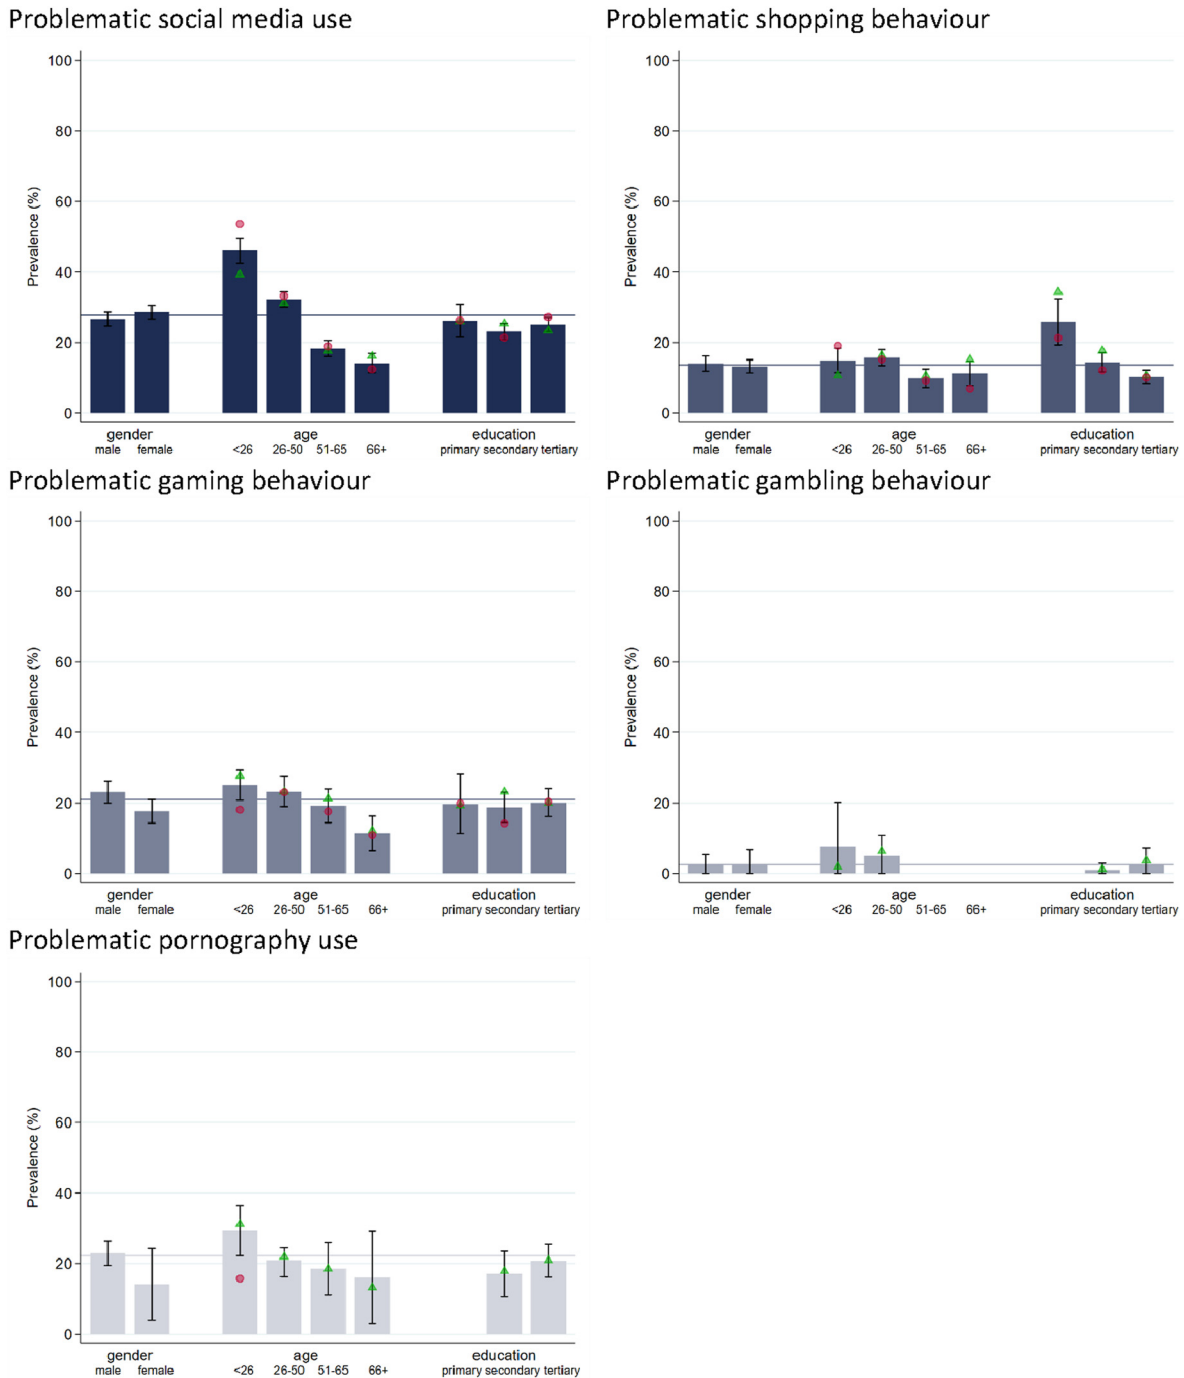 Problematic social media use
100
80
60
40
20
0
Prevalence (%)
gender age education
male female <26 26-50 51-65 66+ primary secondary tertiary
Problematic shopping behaviour
100
80
60
40
20
0
Prevalence (%)
gender age education
male female <26 26-50 51-65 66+ primary secondary tertiary
Problematic gaming behaviour
100
80
60
40
20
0
Prevalence (%)
gender age education
male female <26 26-50 51-65 66+ primary secondary tertiary
Problematic gambling behaviour
100
80
60
40
20
0
Prevalence (%)
gender age education
male female <26 26-50 51-65 66+ primary secondary tertiary
Problematic pornography use
100
80
60
40
20
0
Prevalence (%)
gender age education
male female <26 26-50 51-65 66+ primary secondary tertiary